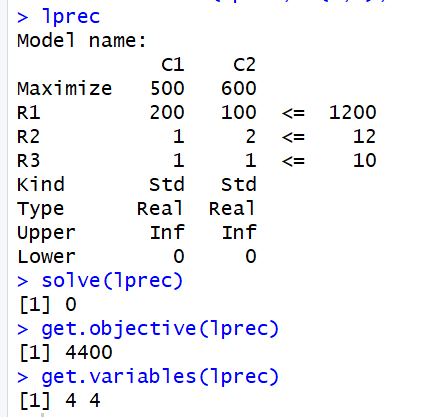 > lprec
Model name:
            C1     C2
Maximize   500    600
R1         200    100  <=  1200
R2           1      2  <=    12
R3           1      1  <=    10
Kind       Std    Std
Type      Real   Real
Upper      Inf    Inf
Lower        0      0
> solve(lprec)
[1] 0
> get.objective(lprec)
[1] 4400
> get.variables(lprec)
[1] 4 4